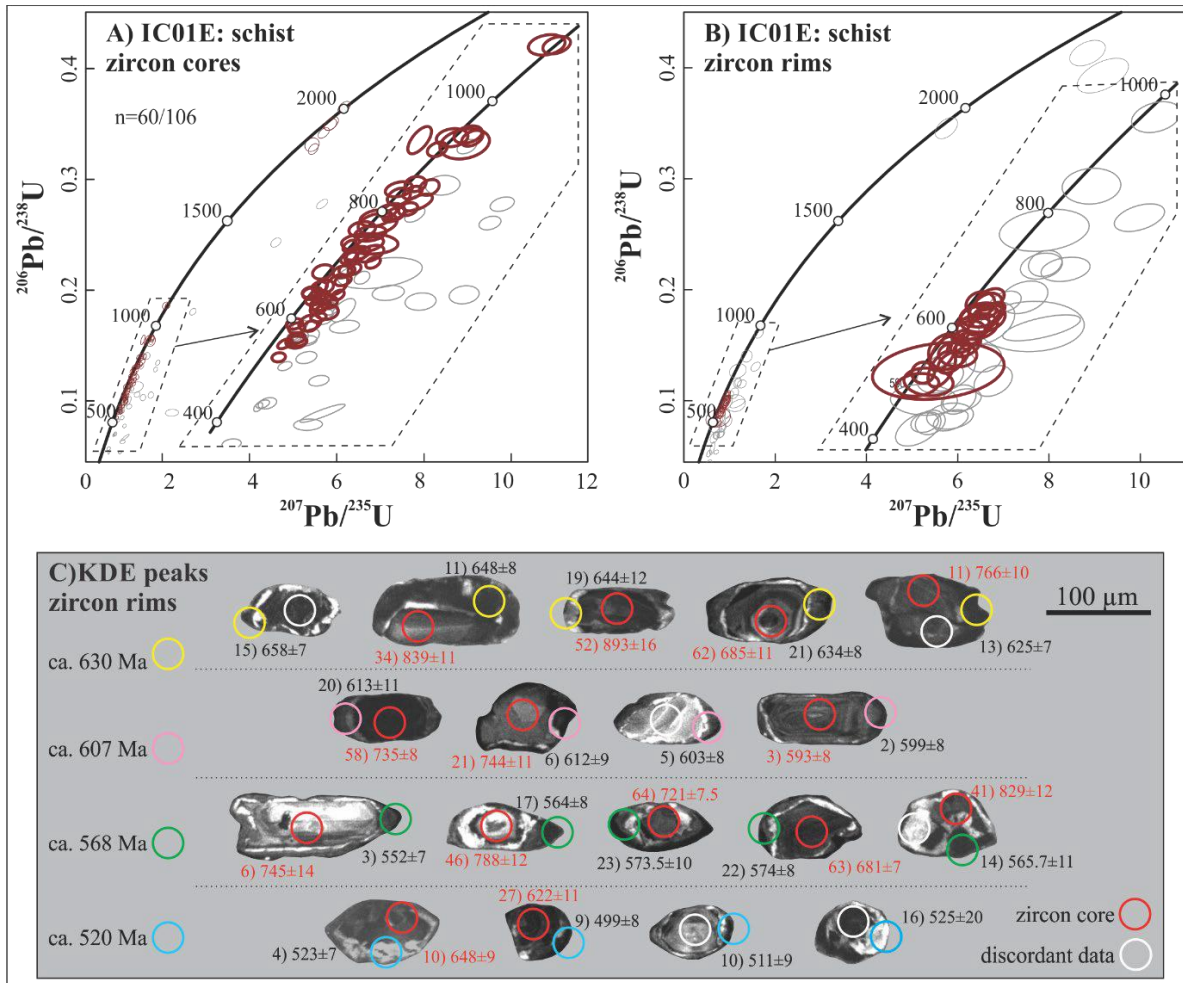 A) IC01E: schist
zircon cores
n=60/106
0.4
0.3
0.2
0.1
206Pb/238U
500
1000
1500
2000
400
600
800
1000
0 2 4 6 8 10 12
207Pb/235U
B) IC01E: schist
zircon rims
0.4
0.3
0.2
0.1
206Pb/238U
500
1000
1500
2000
400
600
800
1000
0 2 4 6 8 10
207Pb/235U
C)KDE peaks
zircon rims
100 µm
ca. 630 Ma
15) 658±7
11) 648±8
34) 839±11
19) 644±12
52) 893±16
62) 685±11
21) 634±8
11) 766±10
13) 625±7
ca. 607 Ma
20) 613±11
58) 735±8
21) 744±11
6) 612±9
5) 603±8
3) 593±8
2) 599±8
ca. 568 Ma
6) 745±14
3) 552±7
17) 564±8
46) 788±12
64) 721±7.5
23) 573.5±10
22) 574±8
63) 681±7
41) 829±12
14) 565.7±11
ca. 520 Ma
4) 523±7
10) 648±9
27) 622±11
9) 499±8
10) 511±9
16) 525±20
zircon core
discordant data